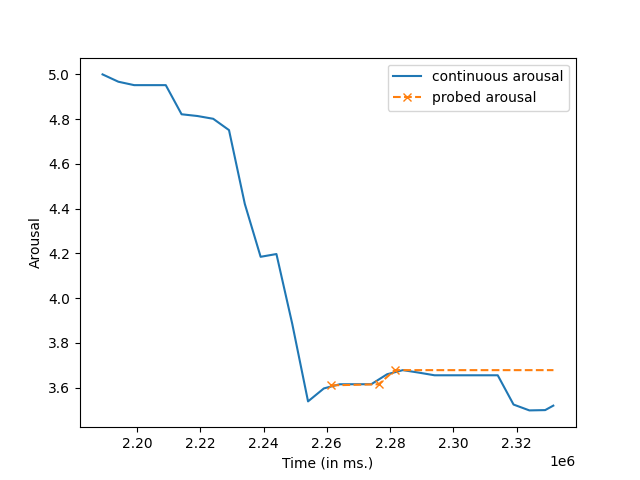 continuous arousal
probed arousal
5.0
4.8
4.6
4.4
4.2
4.0
3.8
3.6
Arousal
2.20 2.22 2.24 2.26 2.28 2.30 2.32
1e6
Time (in ms.)